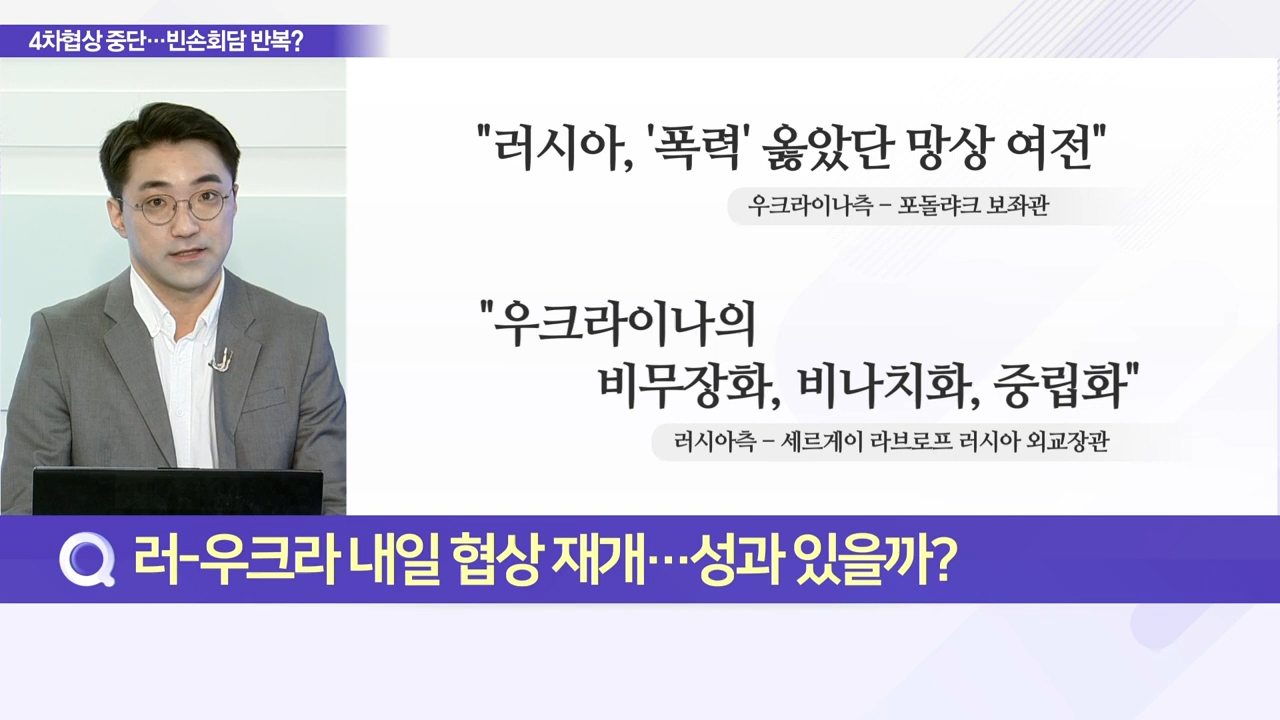 4차협상 중단…빈손회담 반복?
"러시아, '폭력' 옳았단 망상 여전"
우크라이나측 - 포돌랴크 보좌관
"우크라이나의
비무장화, 비나치화, 중립화"
러시아측 - 세르게이 라브로프 러시아 외교장관
러-우크라 내일 협상 재개…성과 있을까?